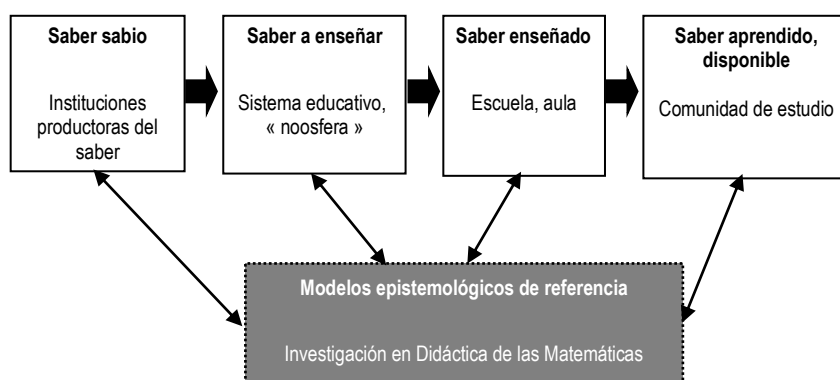 Saber sabio
Instituciones
productoras del
saber
Saber a enseñar
Sistema educativo,
« noosfera »
Saber enseñado
Escuela, aula
Saber aprendido,
disponible
Comunidad de estudio
Modelos epistemológicos de referencia
Investigación en Didáctica de las Matemáticas